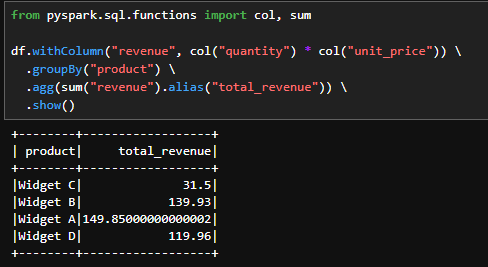 from pyspark.sql.functions import col, sum

df.withColumn("revenue", col("quantity") * col("unit_price")) \
  .groupBy("product") \
  .agg(sum("revenue").alias("total_revenue")) \
  .show()

+--------+------------------+
| product|     total_revenue|
+--------+------------------+
|Widget C|              31.5|
|Widget B|            139.93|
|Widget A|149.85000000000002|
|Widget D|            119.96|
+--------+------------------+